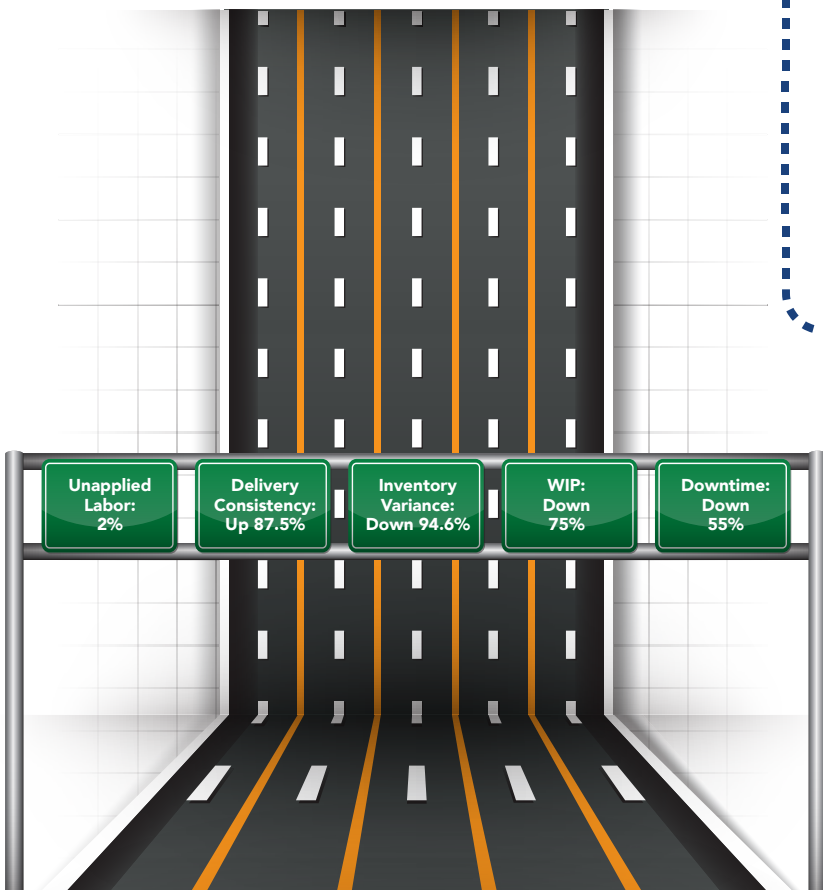 Unapplied
Labor:
2%
Delivery
Consistency:
Up 87.5%
Inventory
Variance:
Down 94.6%
WIP:
Down
75%
Downtime:
Down
55%